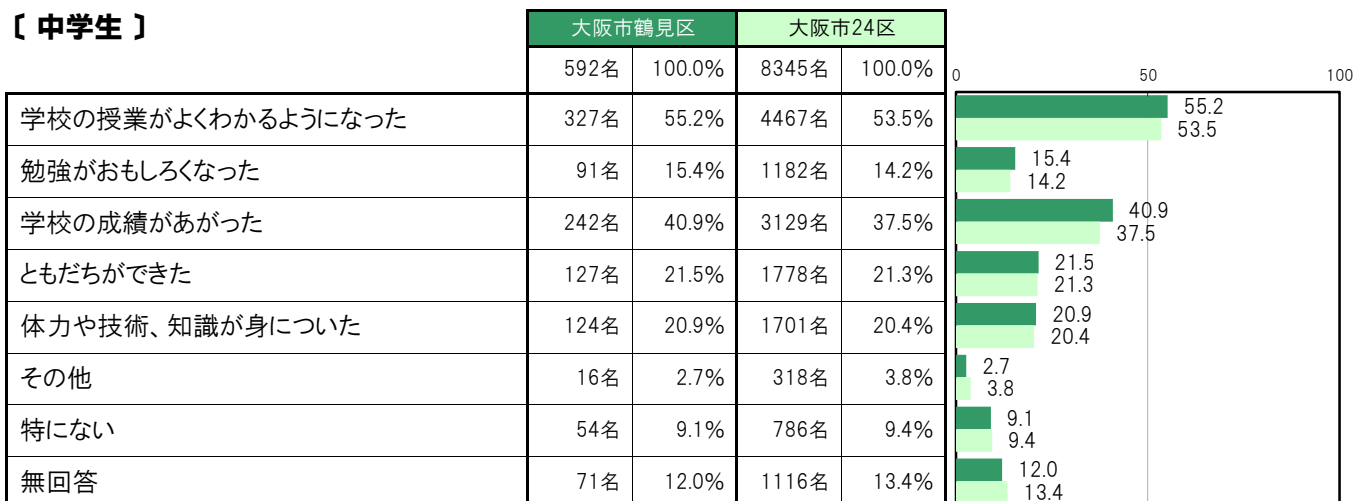 〔 中学生 〕
大阪市鶴見区 大阪市24区
592名 100.0% 8345名 100.0%
0 50 100
学校の授業がよくわかるようになった 327名 55.2% 4467名 53.5%
55.2
53.5
勉強がおもしろくなった 91名 15.4% 1182名 14.2%
15.4
14.2
学校の成績があがった 242名 40.9% 3129名 37.5%
40.9
37.5
ともだちができた 127名 21.5% 1778名 21.3%
21.5
21.3
体力や技術、知識が身についた 124名 20.9% 1701名 20.4%
20.9
20.4
その他 16名 2.7% 318名 3.8%
2.7
3.8
特にない 54名 9.1% 786名 9.4%
9.1
9.4
無回答 71名 12.0% 1116名 13.4%
12.0
13.4